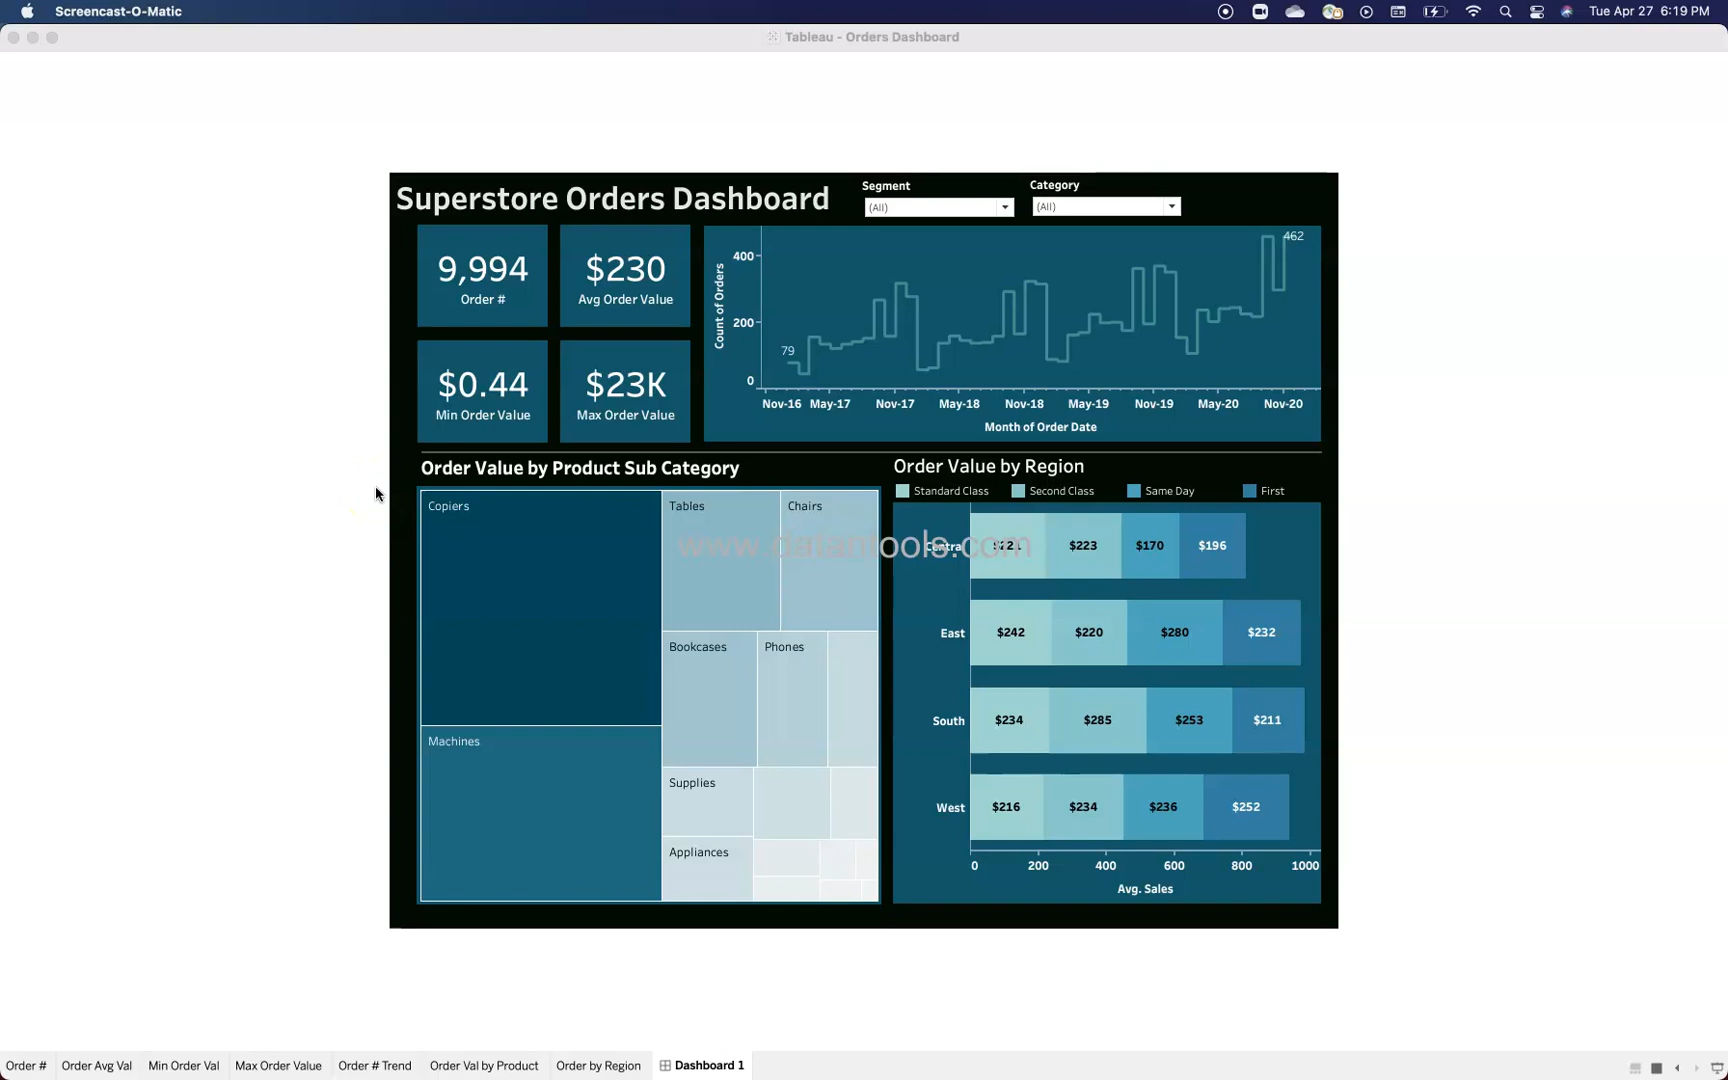 Screencast-O-Matic
Tue Apr 27 6:19 PM
Tableau - Orders Dashboard
Superstore Orders Dashboard
Segment
(All)
Category
(All)
9,994
Order #
$230
Avg Order Value
$0.44
Min Order Value
$23K
Max Order Value
Count of Orders
400
200
0
79
462
Nov-16 May-17 Nov-17 May-18 Nov-18 May-19 Nov-19 May-20 Nov-20
Month of Order Date
Order Value by Product Sub Category
Copiers
Machines
Tables
Chairs
Bookcases
Phones
Supplies
Appliances
Order Value by Region
Standard Class Second Class Same Day First
Central $223 $170 $196
East $242 $220 $280 $232
South $234 $285 $253 $211
West $216 $234 $236 $252
0 200 400 600 800 1000
Avg. Sales
www.datantools.com
Order # Order Avg Val Min Order Val Max Order Value Order # Trend Order Val by Product Order by Region Dashboard 1